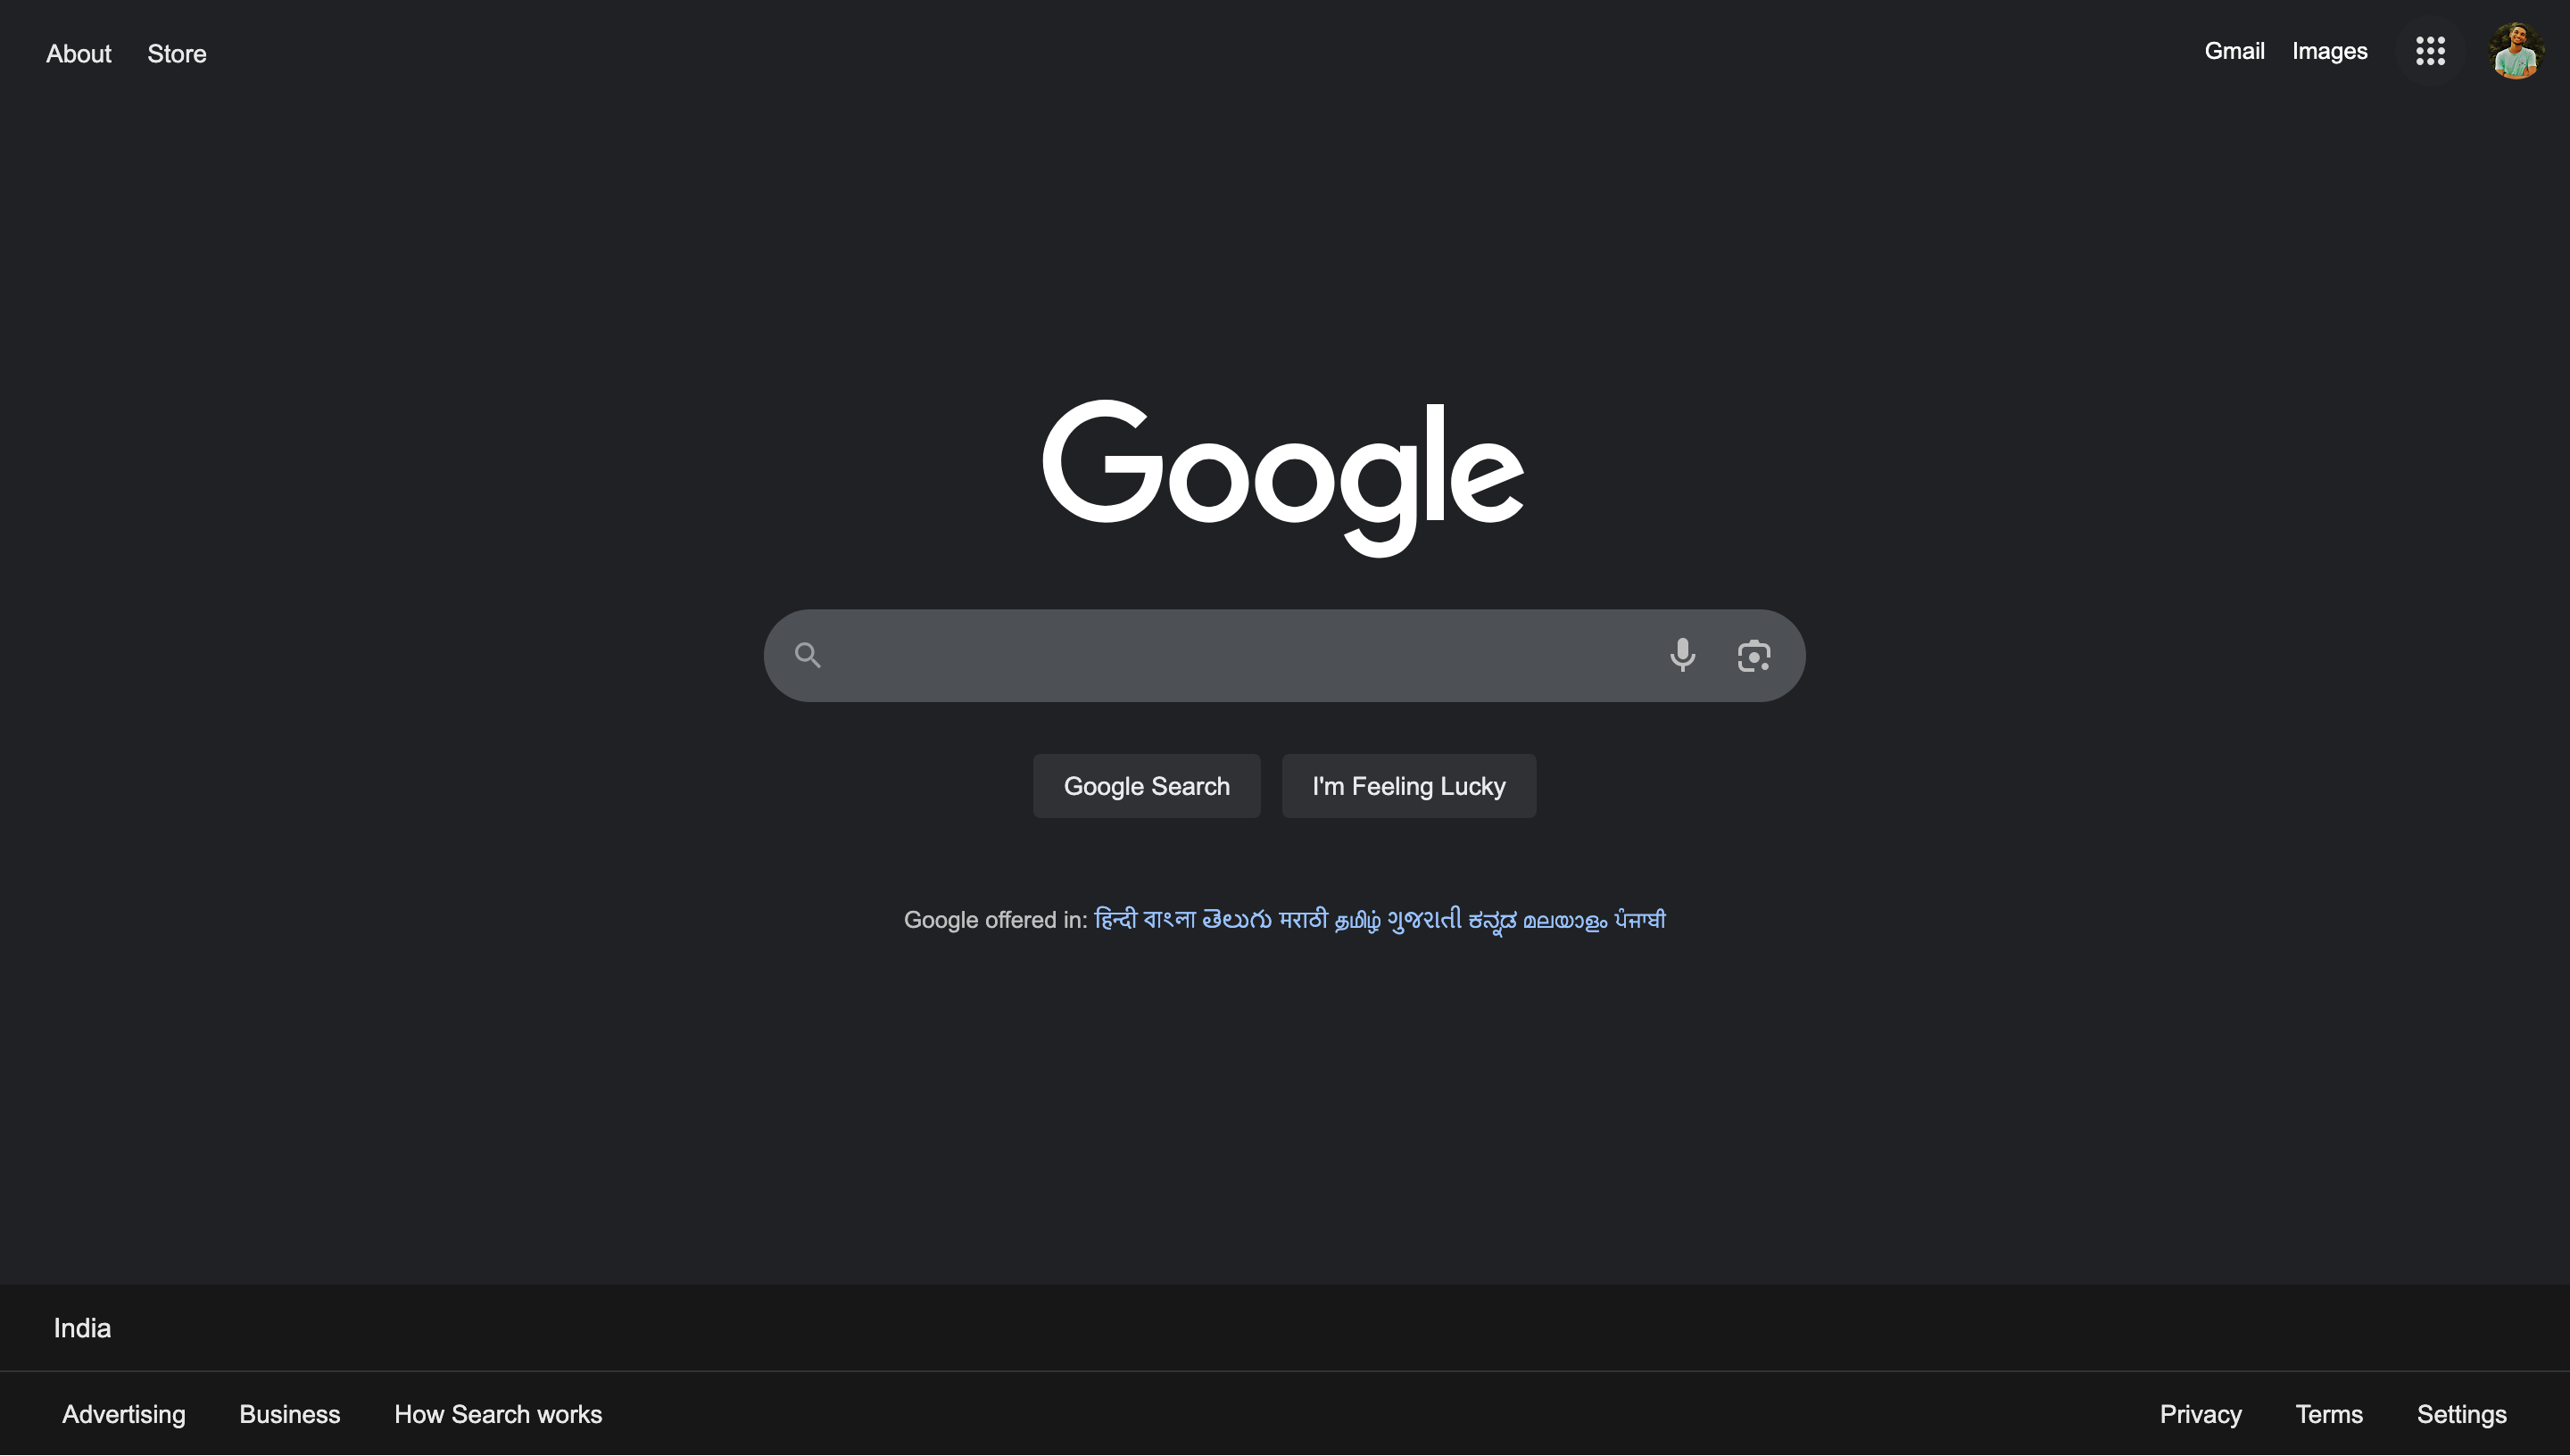 About Store Gmail Images
Google
Google Search I'm Feeling Lucky
Google offered in: हिन्दी বাংলা తెలుగు मराठी தமிழ் ગુજરાતી ಕನ್ನಡ മലയാളം ਪੰਜਾਬੀ
India
Advertising Business How Search works Privacy Terms Settings